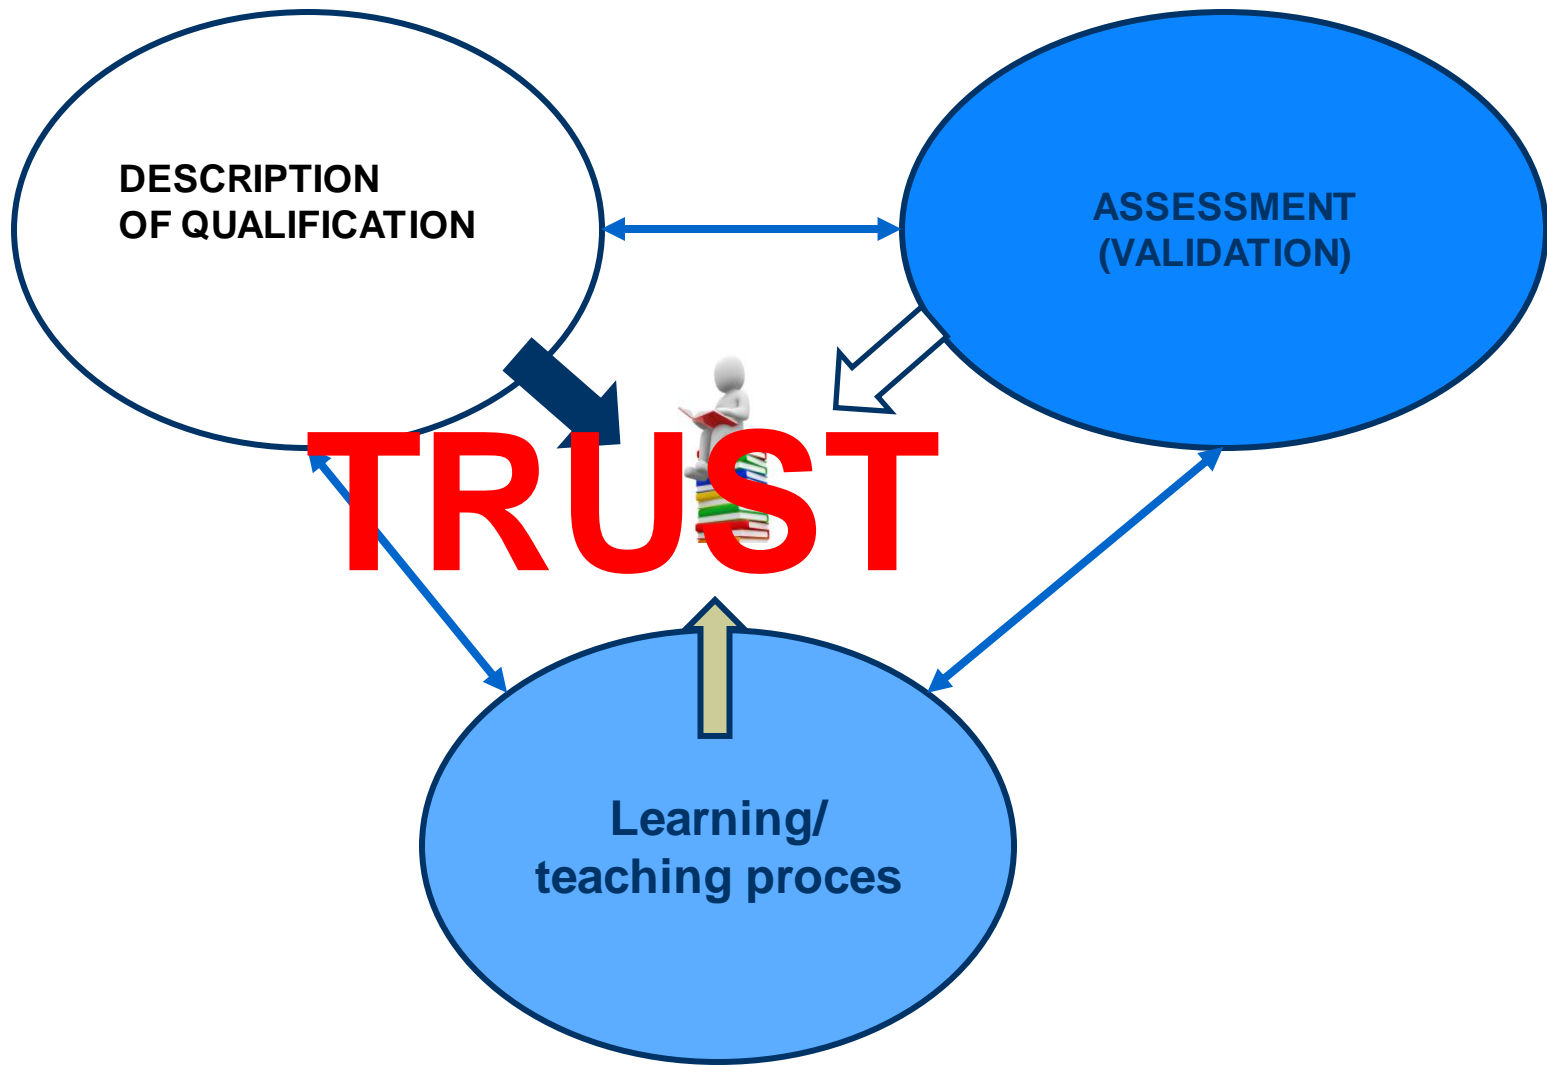 DESCRIPTION
OF QUALIFICATION
ASSESSMENT
(VALIDATION)
TRUST
Learning/
teaching proces